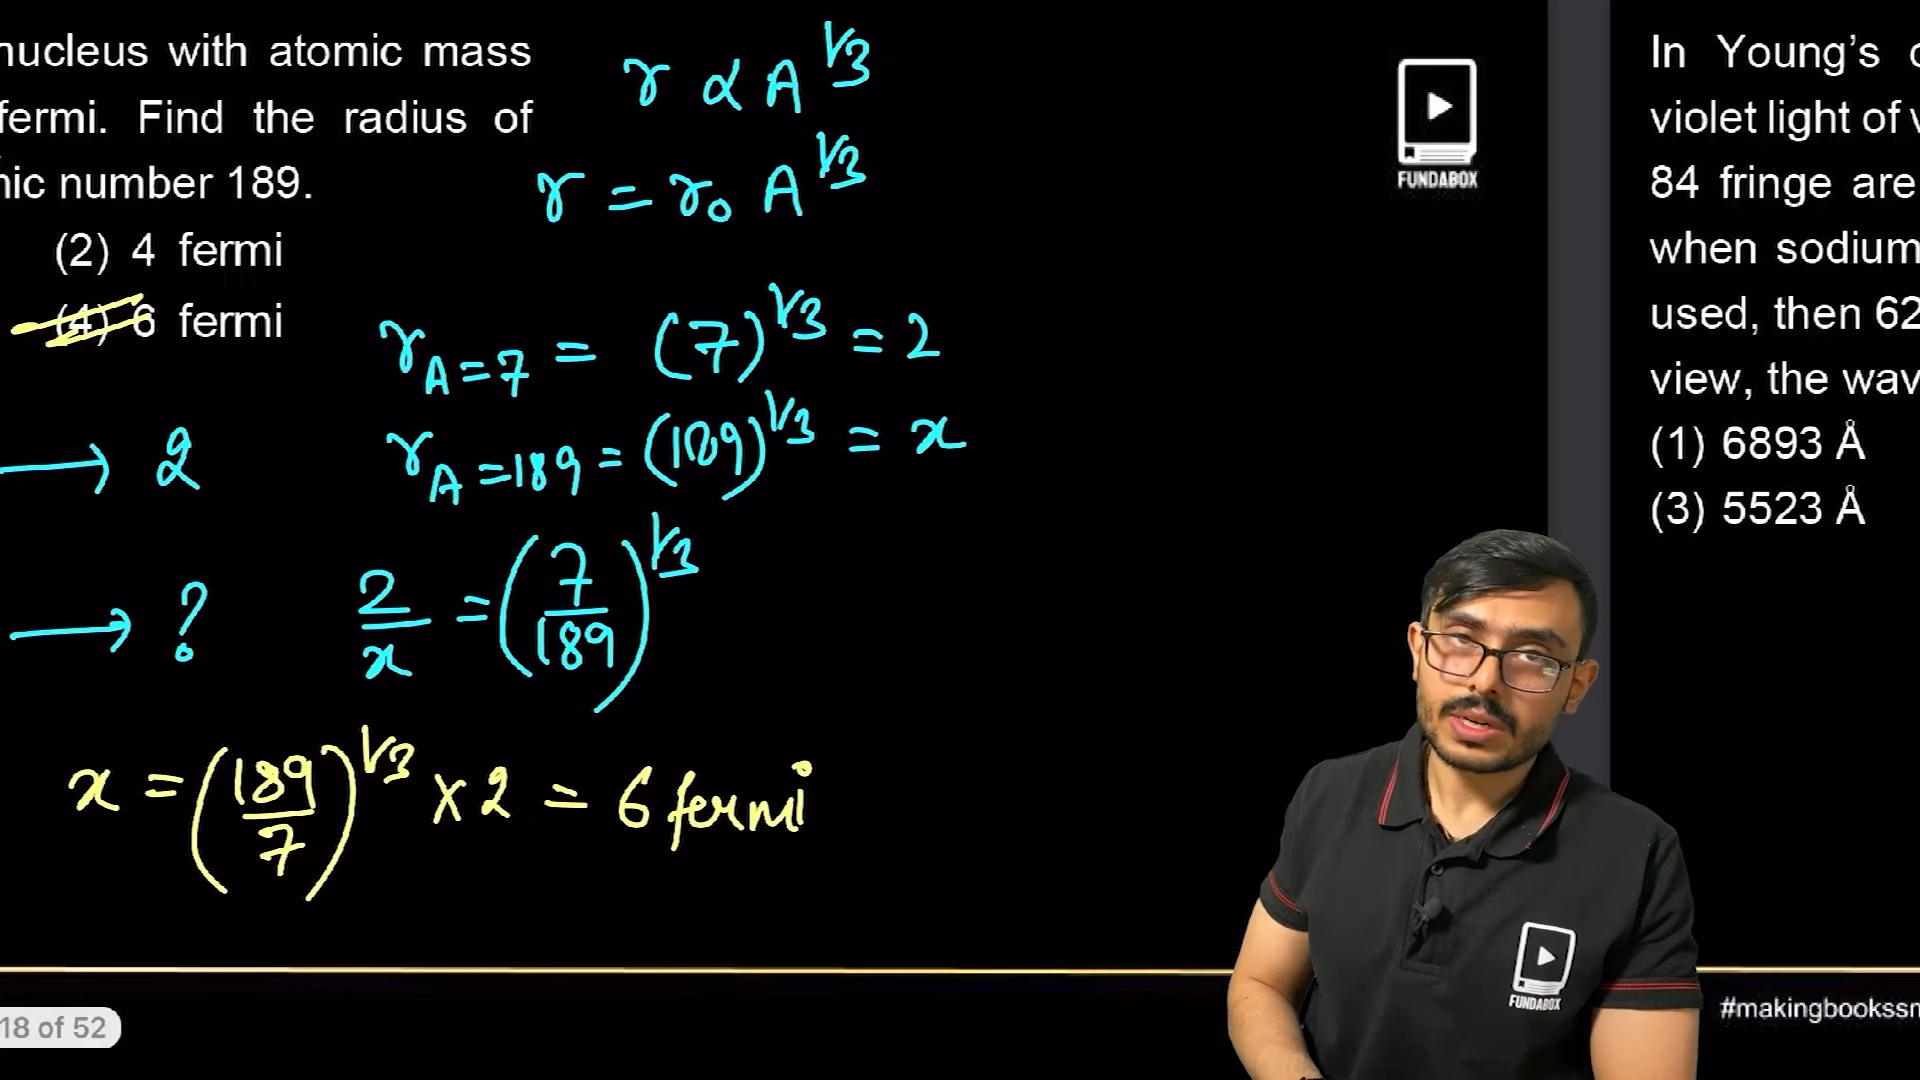 nucleus with atomic mass
fermi. Find the radius of
nic number 189.
(2) 4 fermi
(4) 6 fermi
→ 2
→ ?
r ∝ A^1/3
r = r₀ A^1/3
r A=7 = (7)^1/3 = 2
r A=189 = (189)^1/3 = x
2/x = (7/189)^1/3
x = (189/7)^1/3 × 2 = 6 fermi
FUNDABOX
In Young's
violet light of
84 fringe are
when sodium
used, then 62
view, the wav
(1) 6893 Å
(3) 5523 Å
FUNDABOX
18 of 52
#makingbookssm